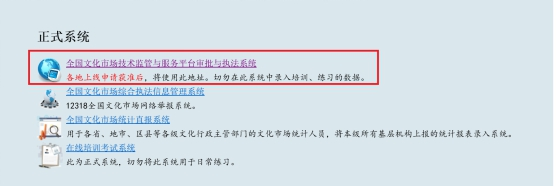 正式系统
全国文化市场技术监管与服务平台审批与执法系统
各地上线申请获准后，将使用此地址。切勿在此系统中录入培训、练习的数据。
全国文化市场综合执法信息管理系统
12318全国文化市场网络举报系统。
全国文化市场统计直报系统
用于各省、地市、区县等各级文化行政主管部门的文化市场统计人员，将本级所有基层机构上报的统计报表录入系统。
在线培训考试系统
此为正式系统，切勿将此系统用于日常练习。